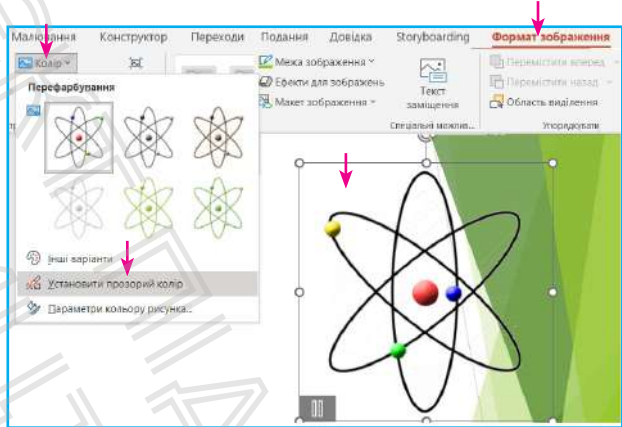 Малювання Конструктор Переходи Подання Довідка Storyboarding Формат зображення
Колір
Межа зображення
Ефекти для зображень
Макет зображення
Текст
заміщення
Спеціальні можлив...
Перемістити вперед
Перемістити назад
Область виділення
Упорядкувати
Перефарбування
Інші варіанти
Установити прозорий колір
Параметри кольору рисунка...